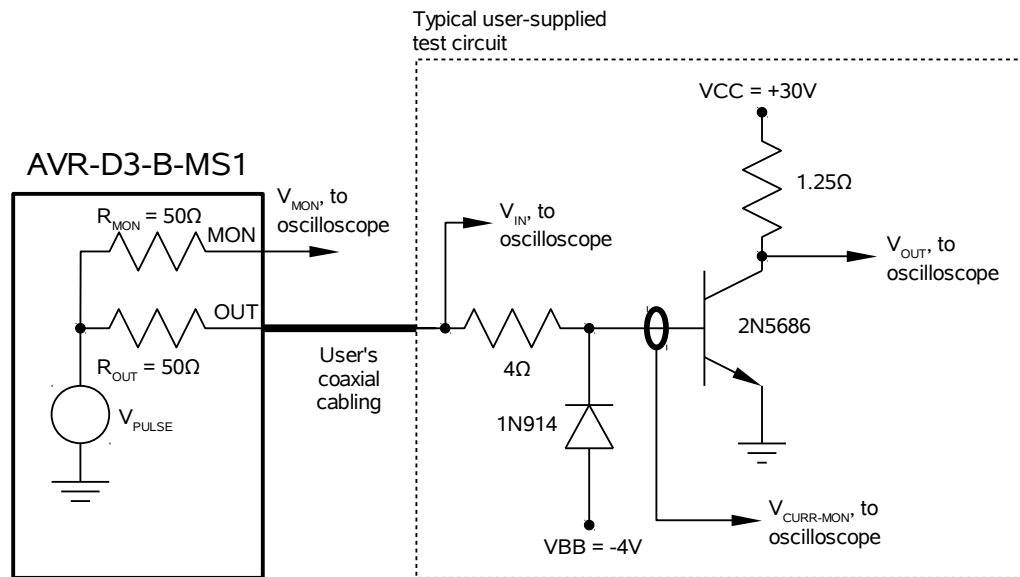 Typical user-supplied
test circuit
VCC = +30V
AVR-D3-B-MS1
1.25Ω
V_MON, to
oscilloscope
R_MON = 50Ω
MON
V_IN, to
oscilloscope
V_OUT, to
oscilloscope
OUT
2N5686
R_OUT = 50Ω
User's
coaxial
cabling
4Ω
V_PULSE
1N914
V_CURR-MON, to
oscilloscope
VBB = -4V